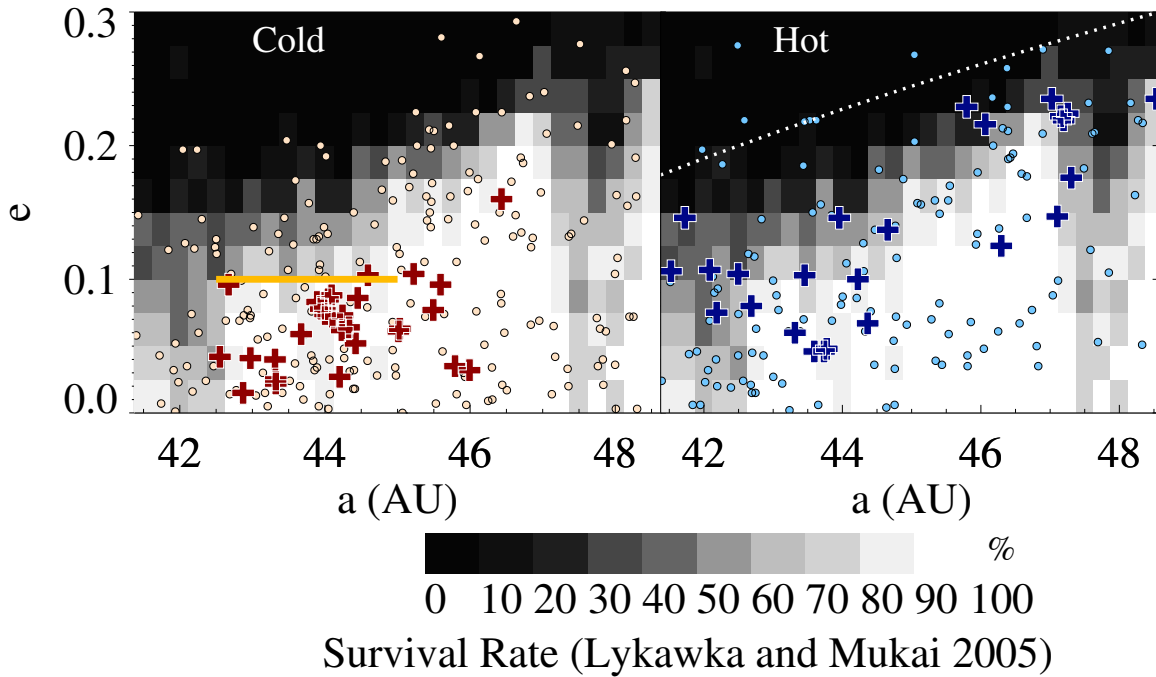 Cold
Hot
0.3
0.2
0.1
0.0
e
42 44 46 48 42 44 46 48
a (AU) a (AU)
%
0 10 20 30 40 50 60 70 80 90 100
Survival Rate (Lykawka and Mukai 2005)